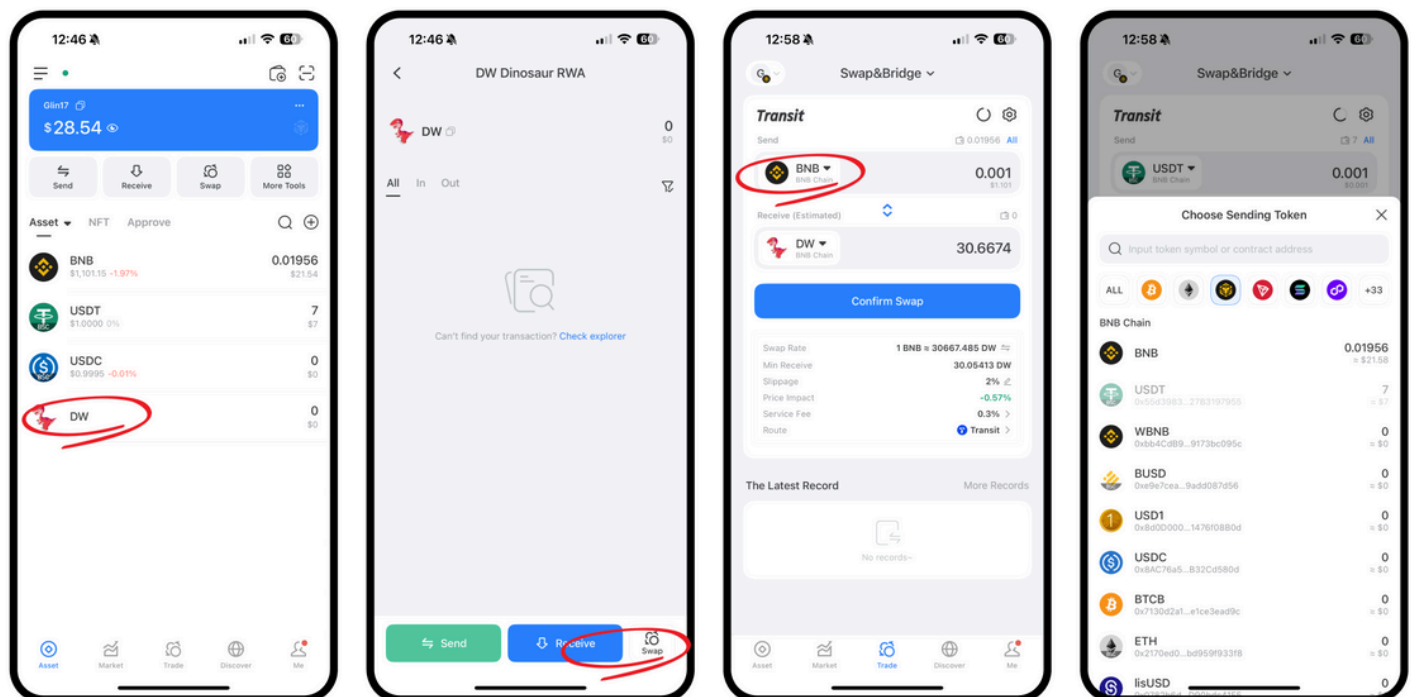 12:46
60
Glin17
$28.54
Send
Receive
Swap
More Tools
Asset
NFT
Approve
BNB
0.01956
$1,101.15 -1.97%
$21.54
USDT
7
$1.0000 0%
$7
USDC
0
$0.9995 -0.01%
$0
DW
0
$0
Asset
Market
Trade
Discover
Me
12:46
60
DW Dinosaur RWA
DW
0
$0
All
In
Out
Can't find your transaction? Check explorer
Send
Receive
Swap
12:58
60
G
Swap&Bridge
Transit
Send
0.01956 All
BNB
BNB Chain
0.001
$1.101
Receive (Estimated)
0
DW
BNB Chain
30.6674
Confirm Swap
Swap Rate
1 BNB ≈ 30667.485 DW
Min Receive
30.05413 DW
Slippage
2%
Price Impact
-0.57%
Service Fee
0.3% >
Route
Transit >
The Latest Record
More Records
No records~
Asset
Market
Trade
Discover
Me
12:58
60
G
Swap&Bridge
Transit
Send
7 All
USDT
BNB Chain
0.001
$0.001
Choose Sending Token
Input token symbol or contract address
ALL
+33
BNB Chain
BNB
0.01956
≈ $21.58
USDT
7
0x55d3983...2783197955
≈ $7
WBNB
0
0xbb4CdB9...9173bc095c
≈ $0
BUSD
0
0xe9e7cea...9add087d56
≈ $0
USD1
0
0x8d0D000...1476f08B0d
≈ $0
USDC
0
0x8AC76a5...B32Cd580d
≈ $0
BTCB
0
0x7130d2a1...e1ce3ead9c
≈ $0
ETH
0
0x2170ed0...bd959f933f8
≈ $0
lisUSD
0